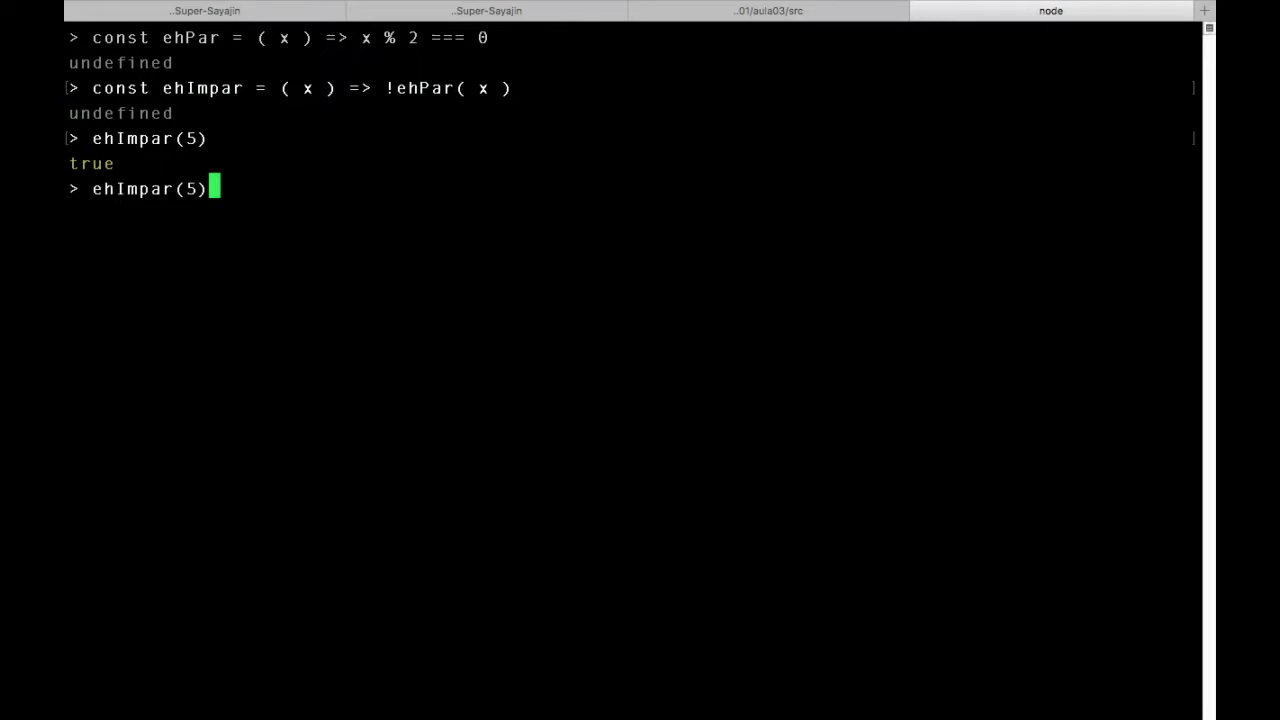 ..Super-Sayajin ..Super-Sayajin ..01/aula03/src node +
> const ehPar = ( x ) => x % 2 === 0
undefined
[> const ehImpar = ( x ) => !ehPar( x ) ]
undefined
[> ehImpar(5) ]
true
> ehImpar(5)